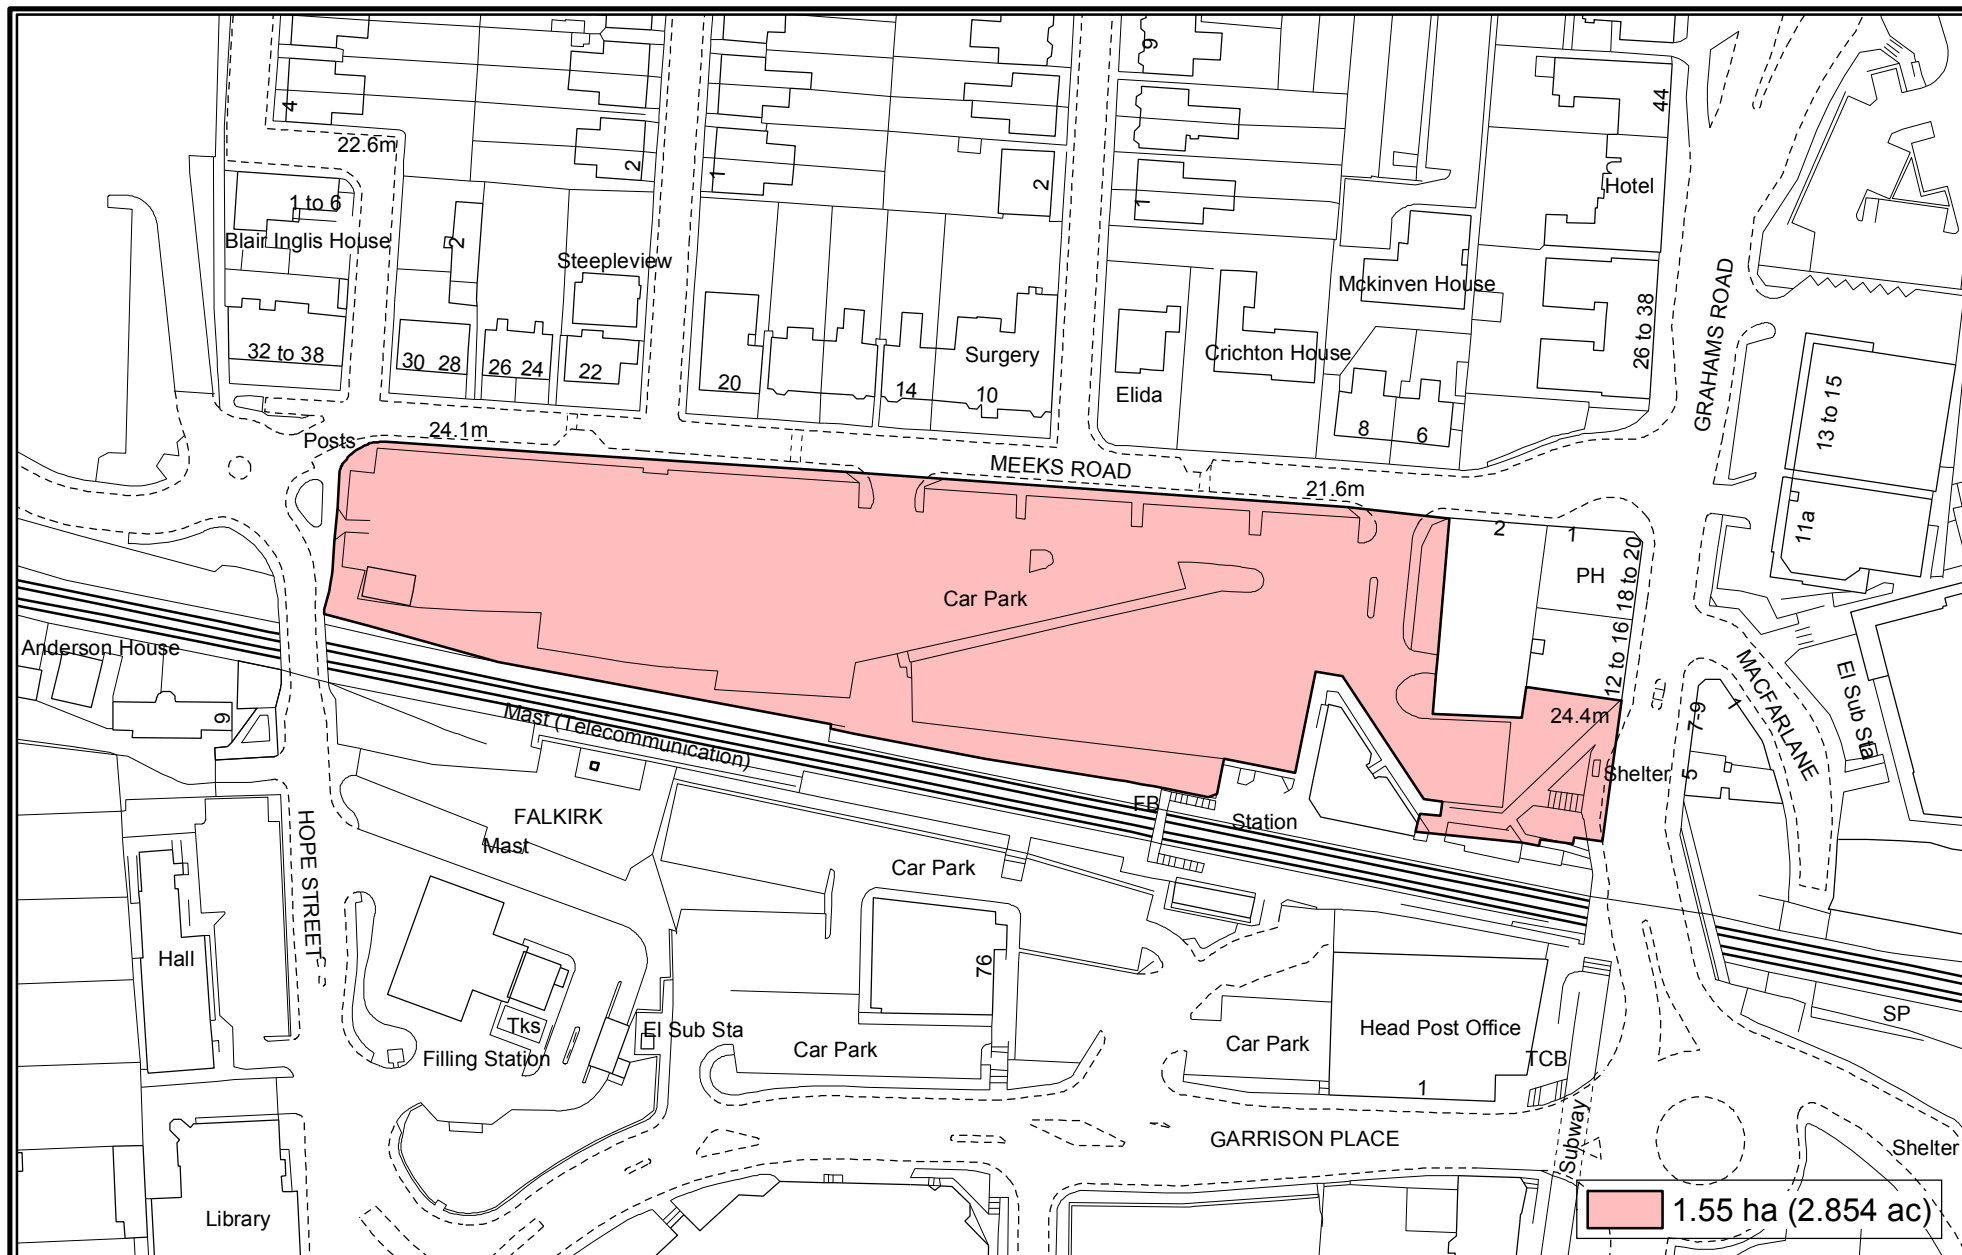 9
4
44
22.6m
2
1
2
Hotel
1 to 6
1
Blair Inglis House
2
Steepleview
Mckinven House
GRAHAMS ROAD
26 to 38
32 to 38
30 28
26 24
22
20
14
Surgery
10
Elida
Crichton House
8
6
13 to 15
Posts
24.1m
MEEKS ROAD
21.6m
2
1
11a
PH
18 to 20
Car Park
12 to 16
Anderson House
9
24.4m
MACFARLANE
El Sub Sta
7-9
1
5
Mast (Telecommunication)
Shelter
FB
Station
FALKIRK
Mast
HOPE STREET
Car Park
Hall
76
Tks
El Sub Sta
Filling Station
Car Park
Car Park
Head Post Office
1
TCB
SP
Subway
GARRISON PLACE
Shelter
Library
1.55 ha (2.854 ac)